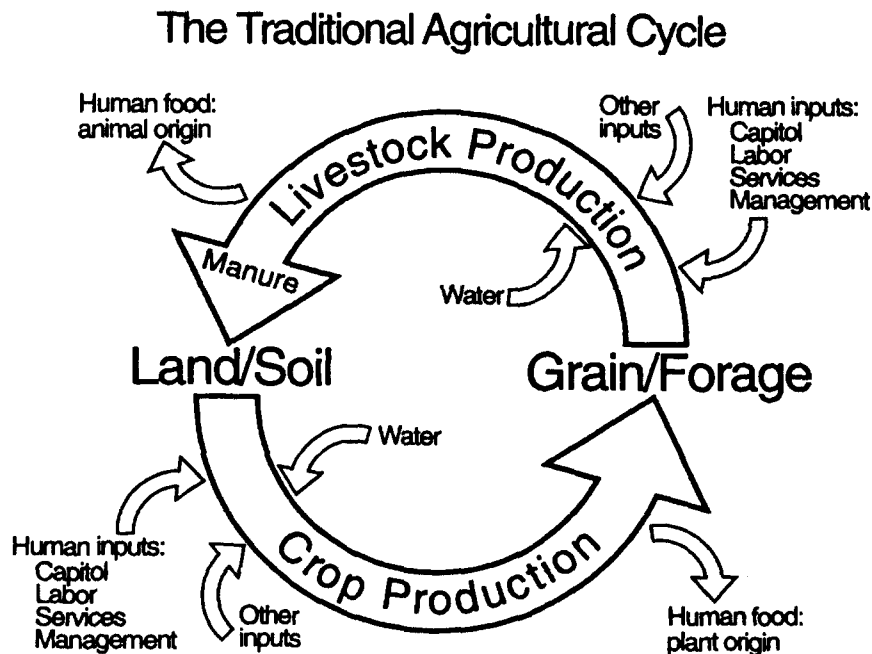 The Traditional Agricultural Cycle
Human food:
animal origin
Other
inputs
Human inputs:
Capitol
Labor
Services
Management
Livestock Production
Manure
Water
Land/Soil
Grain/Forage
Water
Crop Production
Human inputs:
Capitol
Labor
Services
Management
Other
inputs
Human food:
plant origin